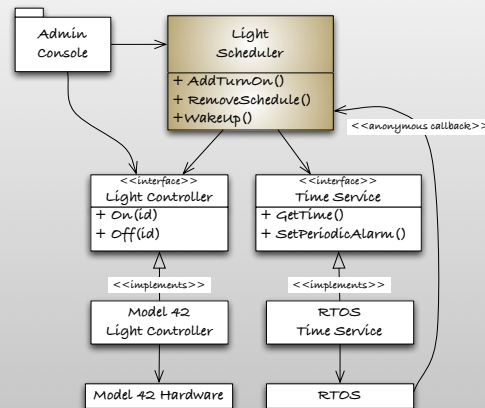 Admin
Console
Light
Scheduler
+ AddTurnOn()
+ RemoveSchedule()
+WakeUp()
<<anonymous callback>>
<<interface>>
Light Controller
+ On(id)
+ Off(id)
<<interface>>
Time Service
+ GetTime()
+ SetPeriodicAlarm()
<<implements>>
<<implements>>
Model 42
Light Controller
RTOS
Time Service
Model 42 Hardware
RTOS